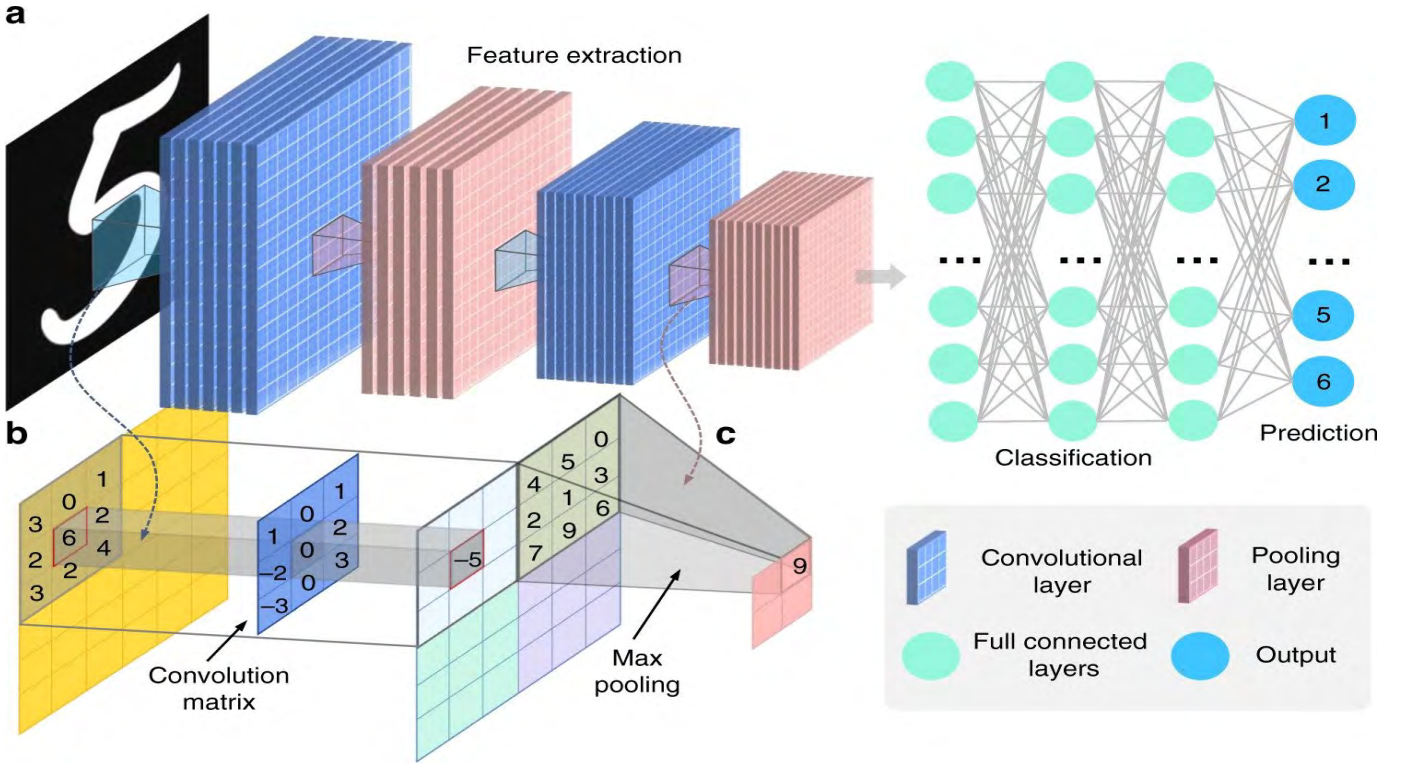 a
Feature extraction
1
2
...
...
...
...
5
6
Prediction
Classification
b
3 0 1
2 6 2
3 2 4
1 0 1
−2 0 2
−3 0 3
−5
Convolution
matrix
c
4 5 0
2 1 3
7 9 6
9
Max
pooling
Convolutional
layer
Pooling
layer
Full connected
layers
Output